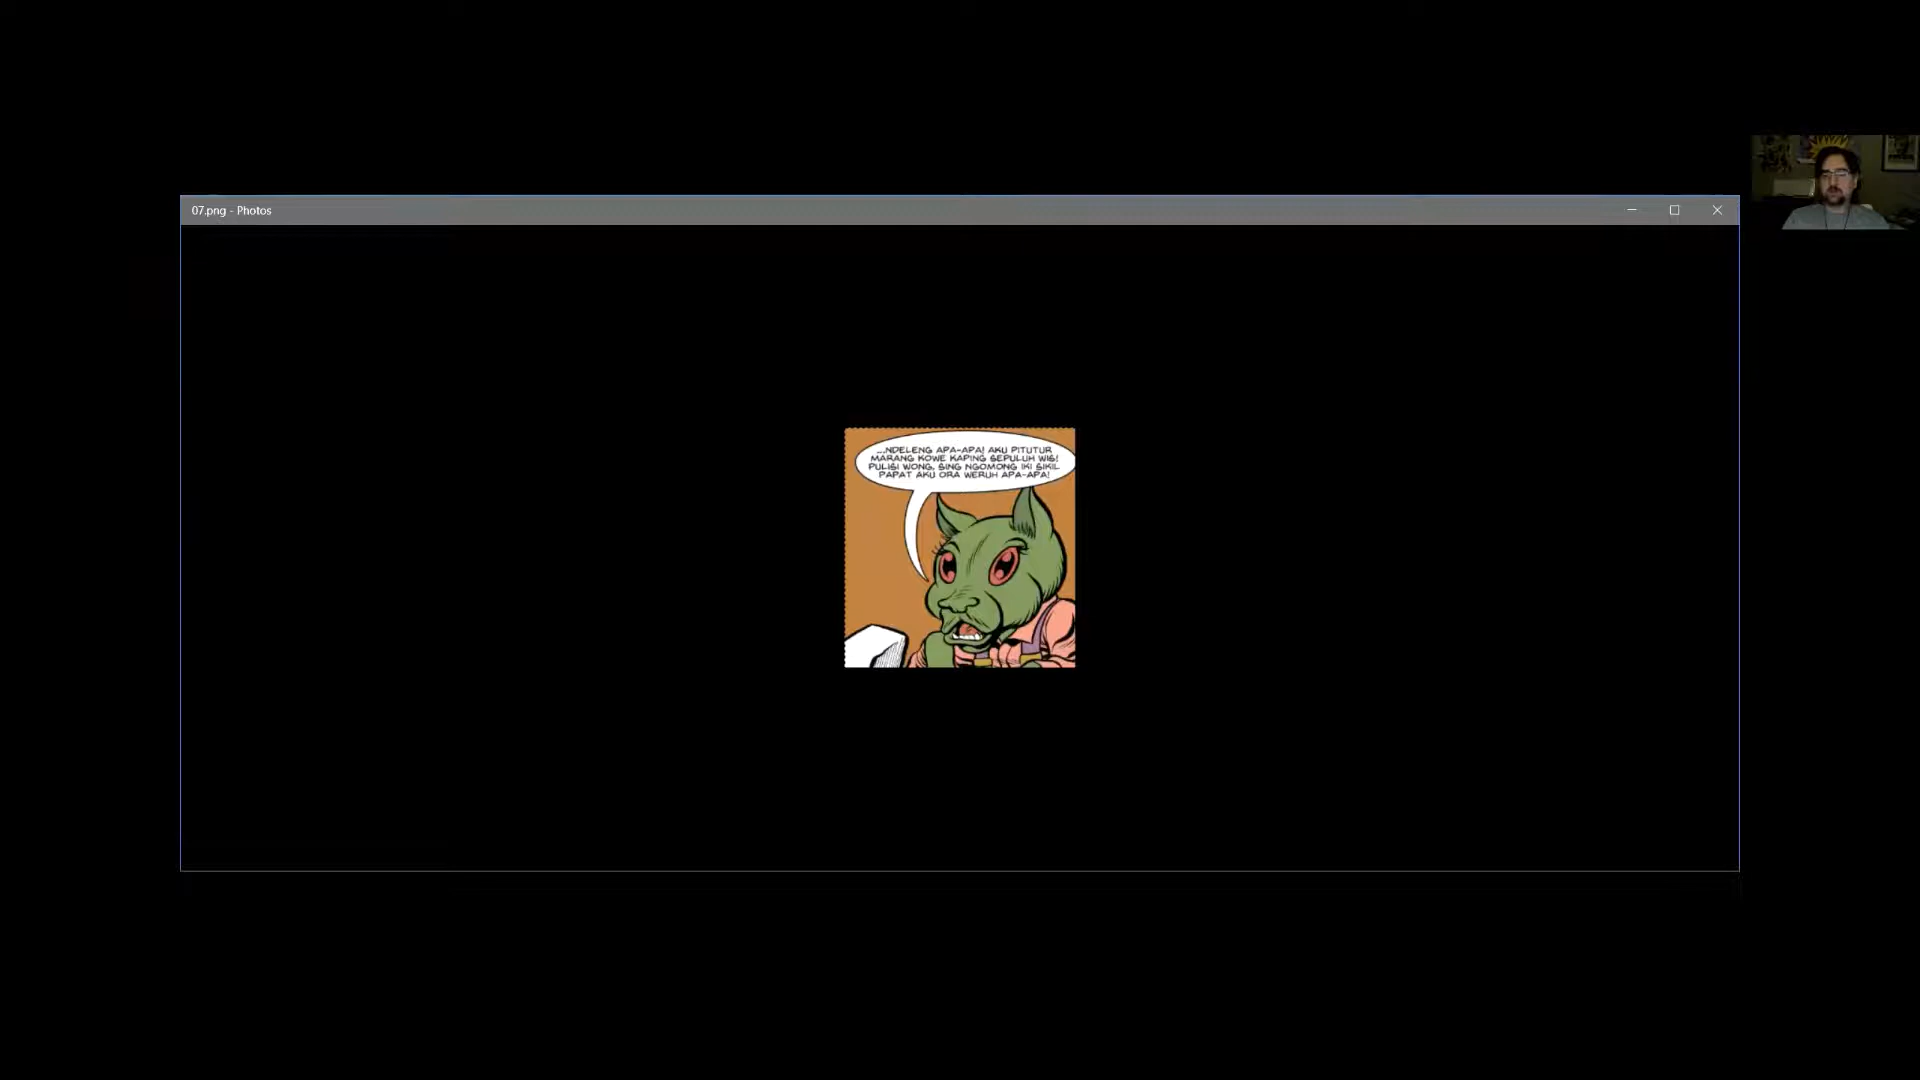 07.png - Photos
...NDELENG APA-APA! AKU PITUTUR
MARANG KOWE KAPING SEPULUH WIS!
PULISI WONG, SING NGOMONG IKI SIKIL
PAPAT AKU ORA WERUH APA-APA!